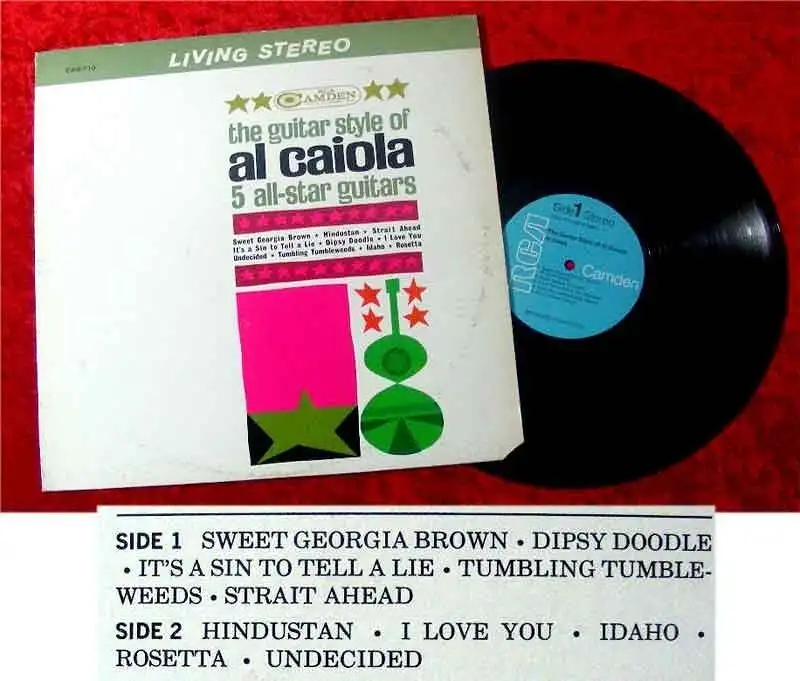 LIVING STEREO
RCA CAMDEN
the guitar style of
al caiola
5 all-star guitars
Sweet Georgia Brown • Hindustan • Strait Ahead
It's a Sin to Tell a Lie • Dipsy Doodle • I Love You
Undecided • Tumbling Tumbleweeds • Idaho • Rosetta
Side 1 Stereo
RCA Camden
SIDE 1 SWEET GEORGIA BROWN • DIPSY DOODLE
• IT'S A SIN TO TELL A LIE • TUMBLING TUMBLE-
WEEDS • STRAIT AHEAD
SIDE 2 HINDUSTAN • I LOVE YOU • IDAHO •
ROSETTA • UNDECIDED